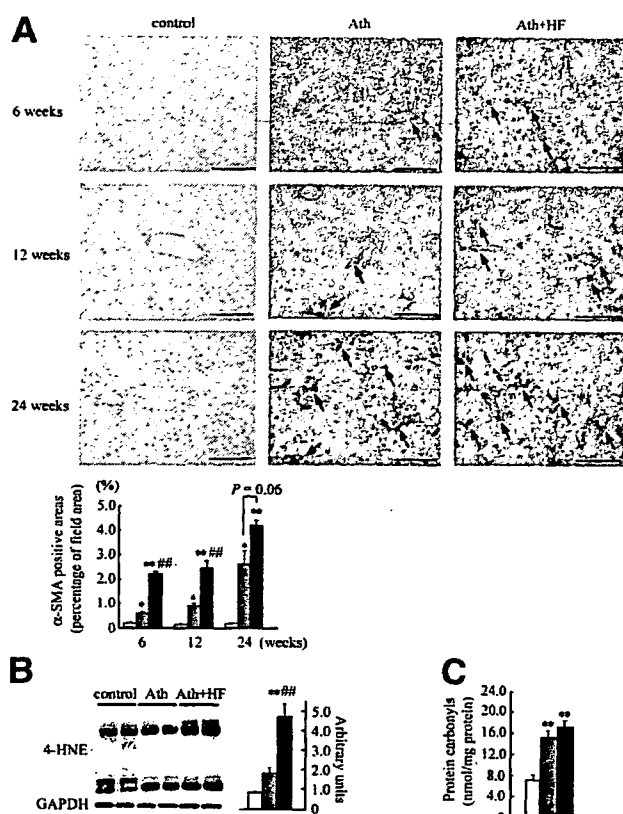 A
control Ath Ath+HF
6 weeks
12 weeks
24 weeks
(%)
5.0
4.0
3.0
2.0
1.0
0
α-SMA positive areas
(percentage of field area)
P = 0.06
* ** ##
* ** ##
* **
6 12 24 (weeks)
B
control Ath Ath+HF
4-HNE
GAPDH
** ##
5.0
4.0
3.0
2.0
1.0
0
Arbitrary units
C
Protein carbonyls
(nmol/mg protein)
24.0
20.0
16.0
12.0
8.0
4.0
** **